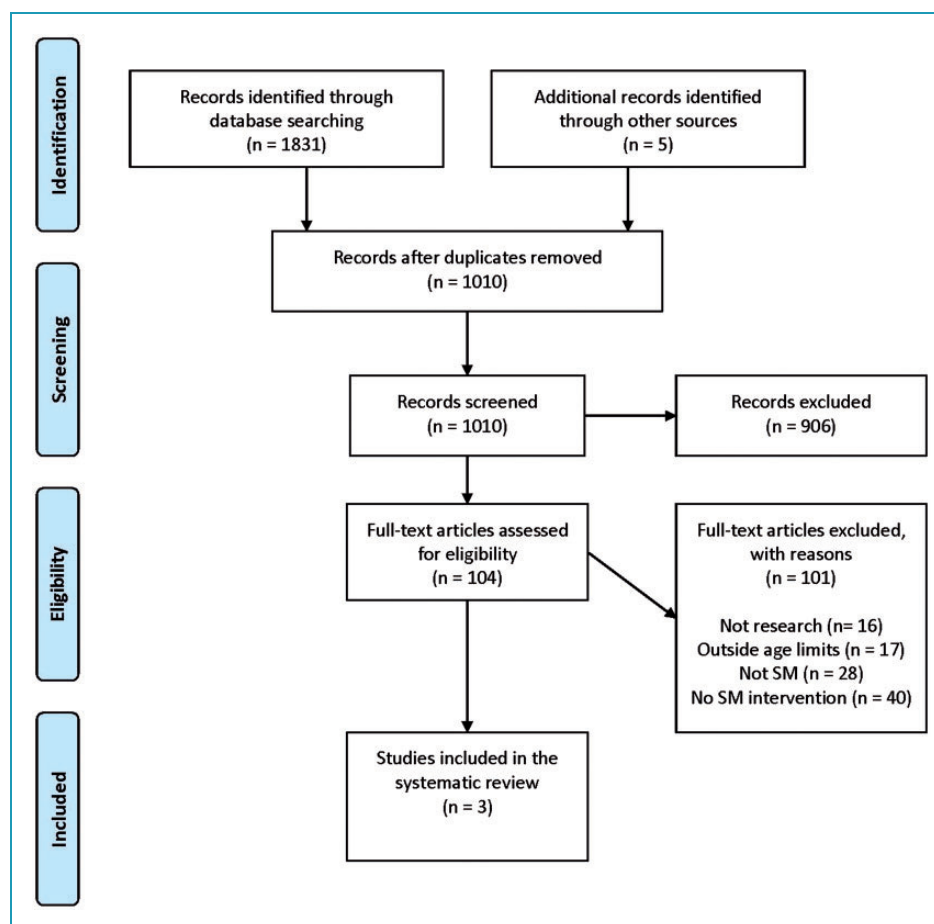 Identification
Records identified through
database searching
(n = 1831)
Additional records identified
through other sources
(n = 5)
Records after duplicates removed
(n = 1010)
Screening
Records screened
(n = 1010)
Records excluded
(n = 906)
Eligibility
Full-text articles assessed
for eligibility
(n = 104)
Full-text articles excluded,
with reasons
(n = 101)
Not research (n= 16)
Outside age limits (n = 17)
Not SM (n = 28)
No SM intervention (n = 40)
Included
Studies included in the
systematic review
(n = 3)